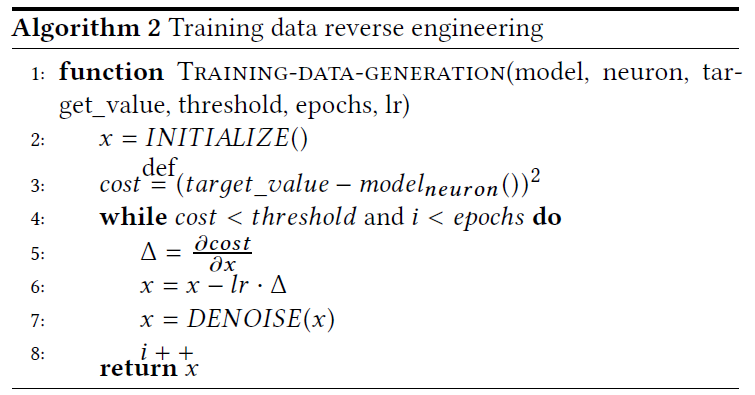 Algorithm 2 Training data reverse engineering
1: function TRAINING-DATA-GENERATION(model, neuron, tar-
get_value, threshold, epochs, lr)
2: x = INITIALIZE()
3: cost def= (target_value − model_neuron())²
4: while cost < threshold and i < epochs do
5: Δ = ∂cost/∂x
6: x = x − lr · Δ
7: x = DENOISE(x)
8: i + +
return x